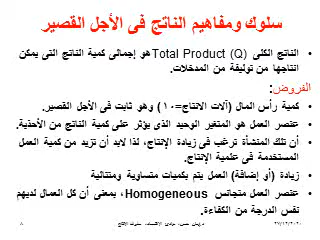 سلوك ومفاهيم الناتج فى الأجل القصير
• الناتج الكلى Total Product (Q) هو إجمالى كمية الناتج التى يمكن
انتاجها من توليفة من المدخلات.
الفروض:
• كمية رأس المال (آلات الانتاج=١٠) وهو ثابت فى الأجل القصير.
• عنصر العمل هو المتغير الوحيد الذى يؤثر على كمية الناتج من الأحذية.
• أن تلك المنشأة ترغب فى زيادة الإنتاج، لذا لابد أن تزيد من كمية العمل
المستخدمة فى علمية الإنتاج.
• زيادة (أو إضافة) العمل يتم بكميات متساوية ومتتالية
• عنصر العمل متجانس Homogeneous، بمعنى أن كل العمال لديهم
نفس الدرجة من الكفاءة.
٨